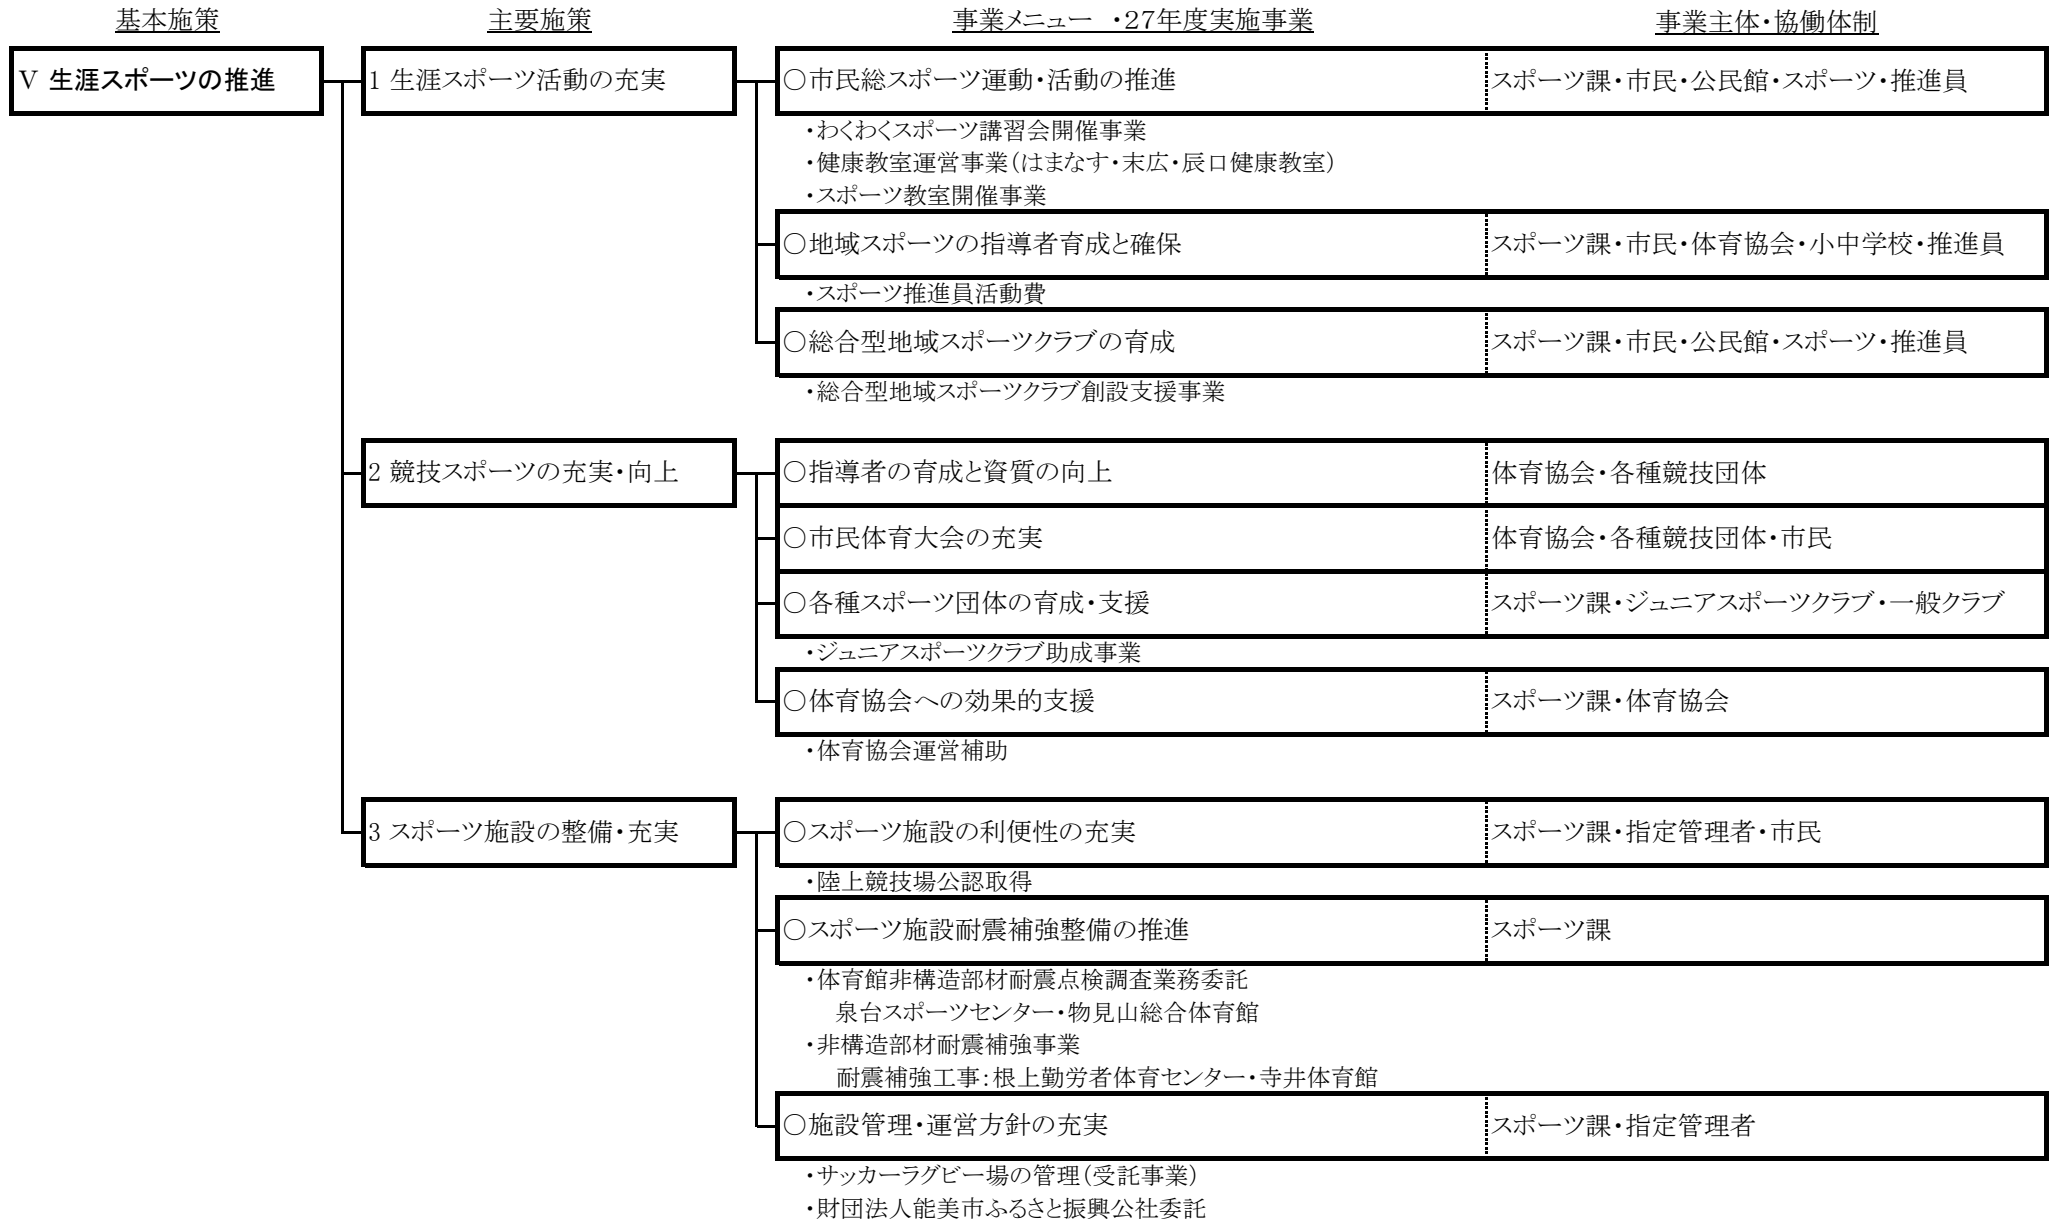 基本施策 主要施策 事業メニュー ・27年度実施事業 事業主体・協働体制
Ⅴ 生涯スポーツの推進 1 生涯スポーツ活動の充実 ○市民総スポーツ運動・活動の推進 スポーツ課・市民・公民館・スポーツ・推進員
・わくわくスポーツ講習会開催事業
・健康教室運営事業（はまなす・末広・辰口健康教室）
・スポーツ教室開催事業
○地域スポーツの指導者育成と確保 スポーツ課・市民・体育協会・小中学校・推進員
・スポーツ推進員活動費
○総合型地域スポーツクラブの育成 スポーツ課・市民・公民館・スポーツ・推進員
・総合型地域スポーツクラブ創設支援事業
2 競技スポーツの充実・向上 ○指導者の育成と資質の向上 体育協会・各種競技団体
○市民体育大会の充実 体育協会・各種競技団体・市民
○各種スポーツ団体の育成・支援 スポーツ課・ジュニアスポーツクラブ・一般クラブ
・ジュニアスポーツクラブ助成事業
○体育協会への効果的支援 スポーツ課・体育協会
・体育協会運営補助
3 スポーツ施設の整備・充実 ○スポーツ施設の利便性の充実 スポーツ課・指定管理者・市民
・陸上競技場公認取得
○スポーツ施設耐震補強整備の推進 スポーツ課
・体育館非構造部材耐震点検調査業務委託
泉台スポーツセンター・物見山総合体育館
・非構造部材耐震補強事業
耐震補強工事：根上勤労者体育センター・寺井体育館
○施設管理・運営方針の充実 スポーツ課・指定管理者
・サッカーラグビー場の管理（受託事業）
・財団法人能美市ふるさと振興公社委託